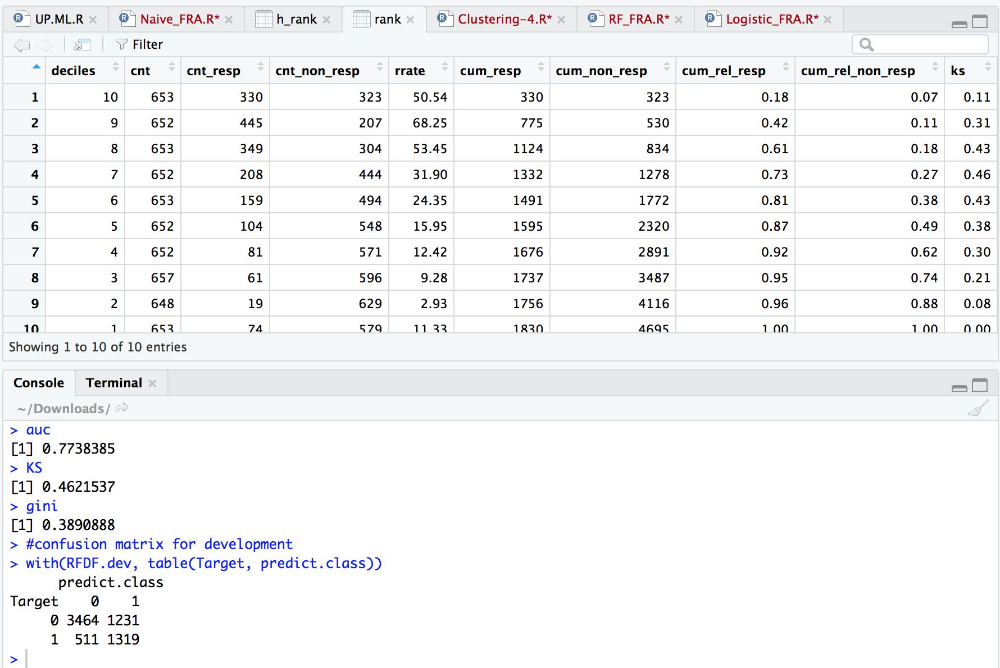 UP.ML.R Naive_FRA.R* h_rank rank Clustering-4.R* RF_FRA.R* Logistic_FRA.R*
Filter
deciles cnt cnt_resp cnt_non_resp rrate cum_resp cum_non_resp cum_rel_resp cum_rel_non_resp ks
1 10 653 330 323 50.54 330 323 0.18 0.07 0.11
2 9 652 445 207 68.25 775 530 0.42 0.11 0.31
3 8 653 349 304 53.45 1124 834 0.61 0.18 0.43
4 7 652 208 444 31.90 1332 1278 0.73 0.27 0.46
5 6 653 159 494 24.35 1491 1772 0.81 0.38 0.43
6 5 652 104 548 15.95 1595 2320 0.87 0.49 0.38
7 4 652 81 571 12.42 1676 2891 0.92 0.62 0.30
8 3 657 61 596 9.28 1737 3487 0.95 0.74 0.21
9 2 648 19 629 2.93 1756 4116 0.96 0.88 0.08
10 1 653 74 579 11.33 1830 4695 1.00 1.00 0.00
Showing 1 to 10 of 10 entries
Console Terminal
~/Downloads/
> auc
[1] 0.7738385
> KS
[1] 0.4621537
> gini
[1] 0.3890888
> #confusion matrix for development
> with(RFDF.dev, table(Target, predict.class))
predict.class
Target 0 1
0 3464 1231
1 511 1319
>